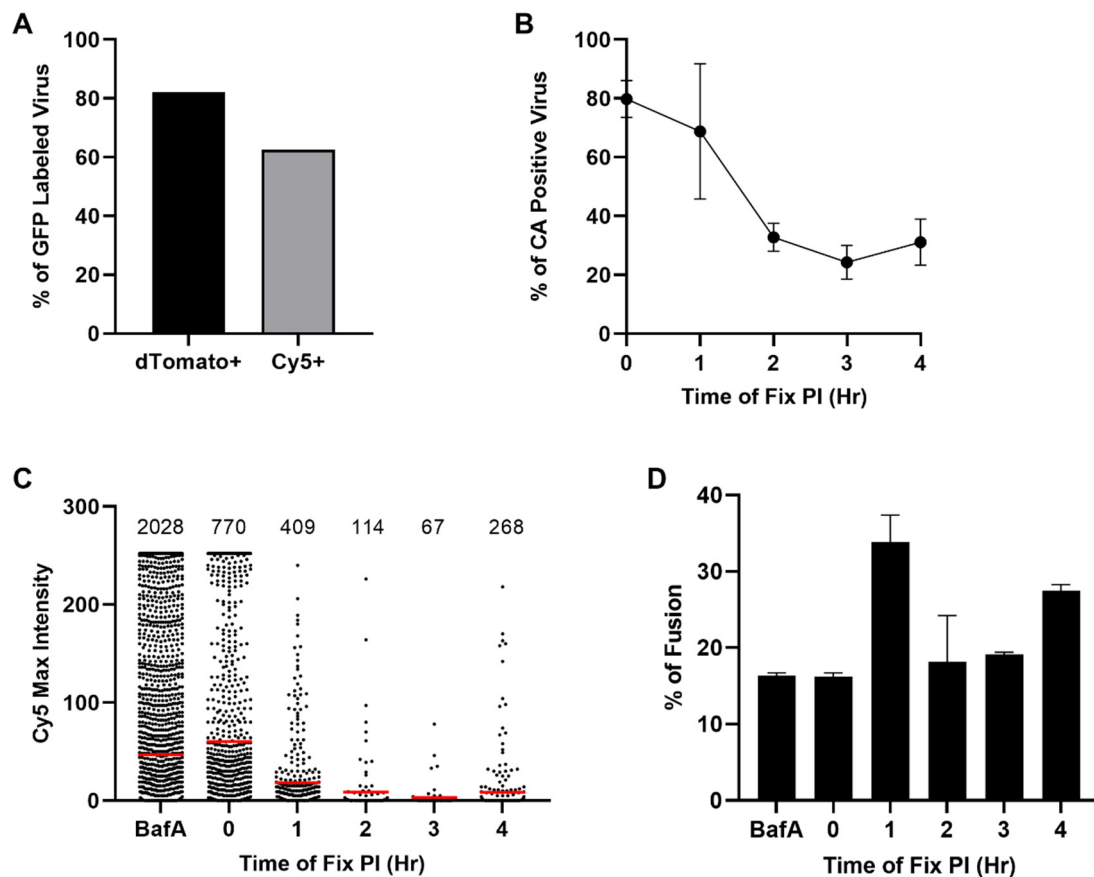 A
% of GFP Labeled Virus
100
80
60
40
20
0
dTomato+ Cy5+
B
% of CA Positive Virus
100
80
60
40
20
0
0 1 2 3 4
Time of Fix PI (Hr)
C
Cy5 Max Intensity
300
200
100
0
2028 770 409 114 67 268
BafA 0 1 2 3 4
Time of Fix PI (Hr)
D
% of Fusion
40
30
20
10
0
BafA 0 1 2 3 4
Time of Fix PI (Hr)